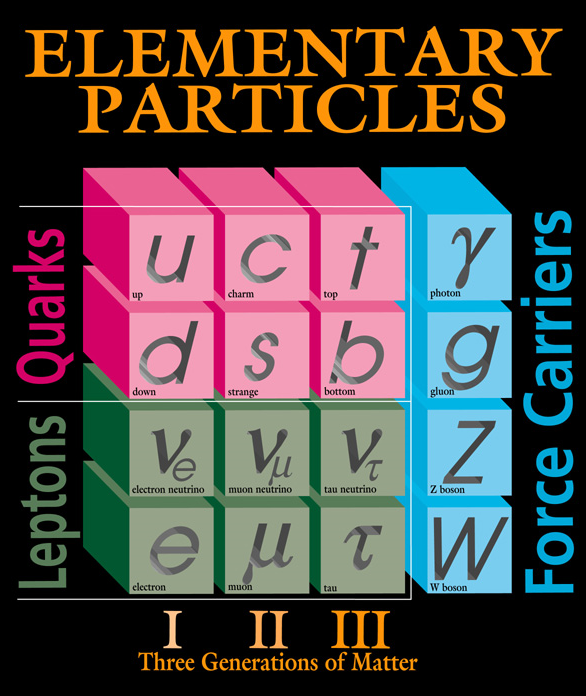 ELEMENTARY
PARTICLES
Quarks
Leptons
Force Carriers
u
up
c
charm
t
top
γ
photon
d
down
s
strange
b
bottom
g
gluon
νe
electron neutrino
νμ
muon neutrino
ντ
tau neutrino
Z
Z boson
e
electron
μ
muon
τ
tau
W
W boson
I II III
Three Generations of Matter